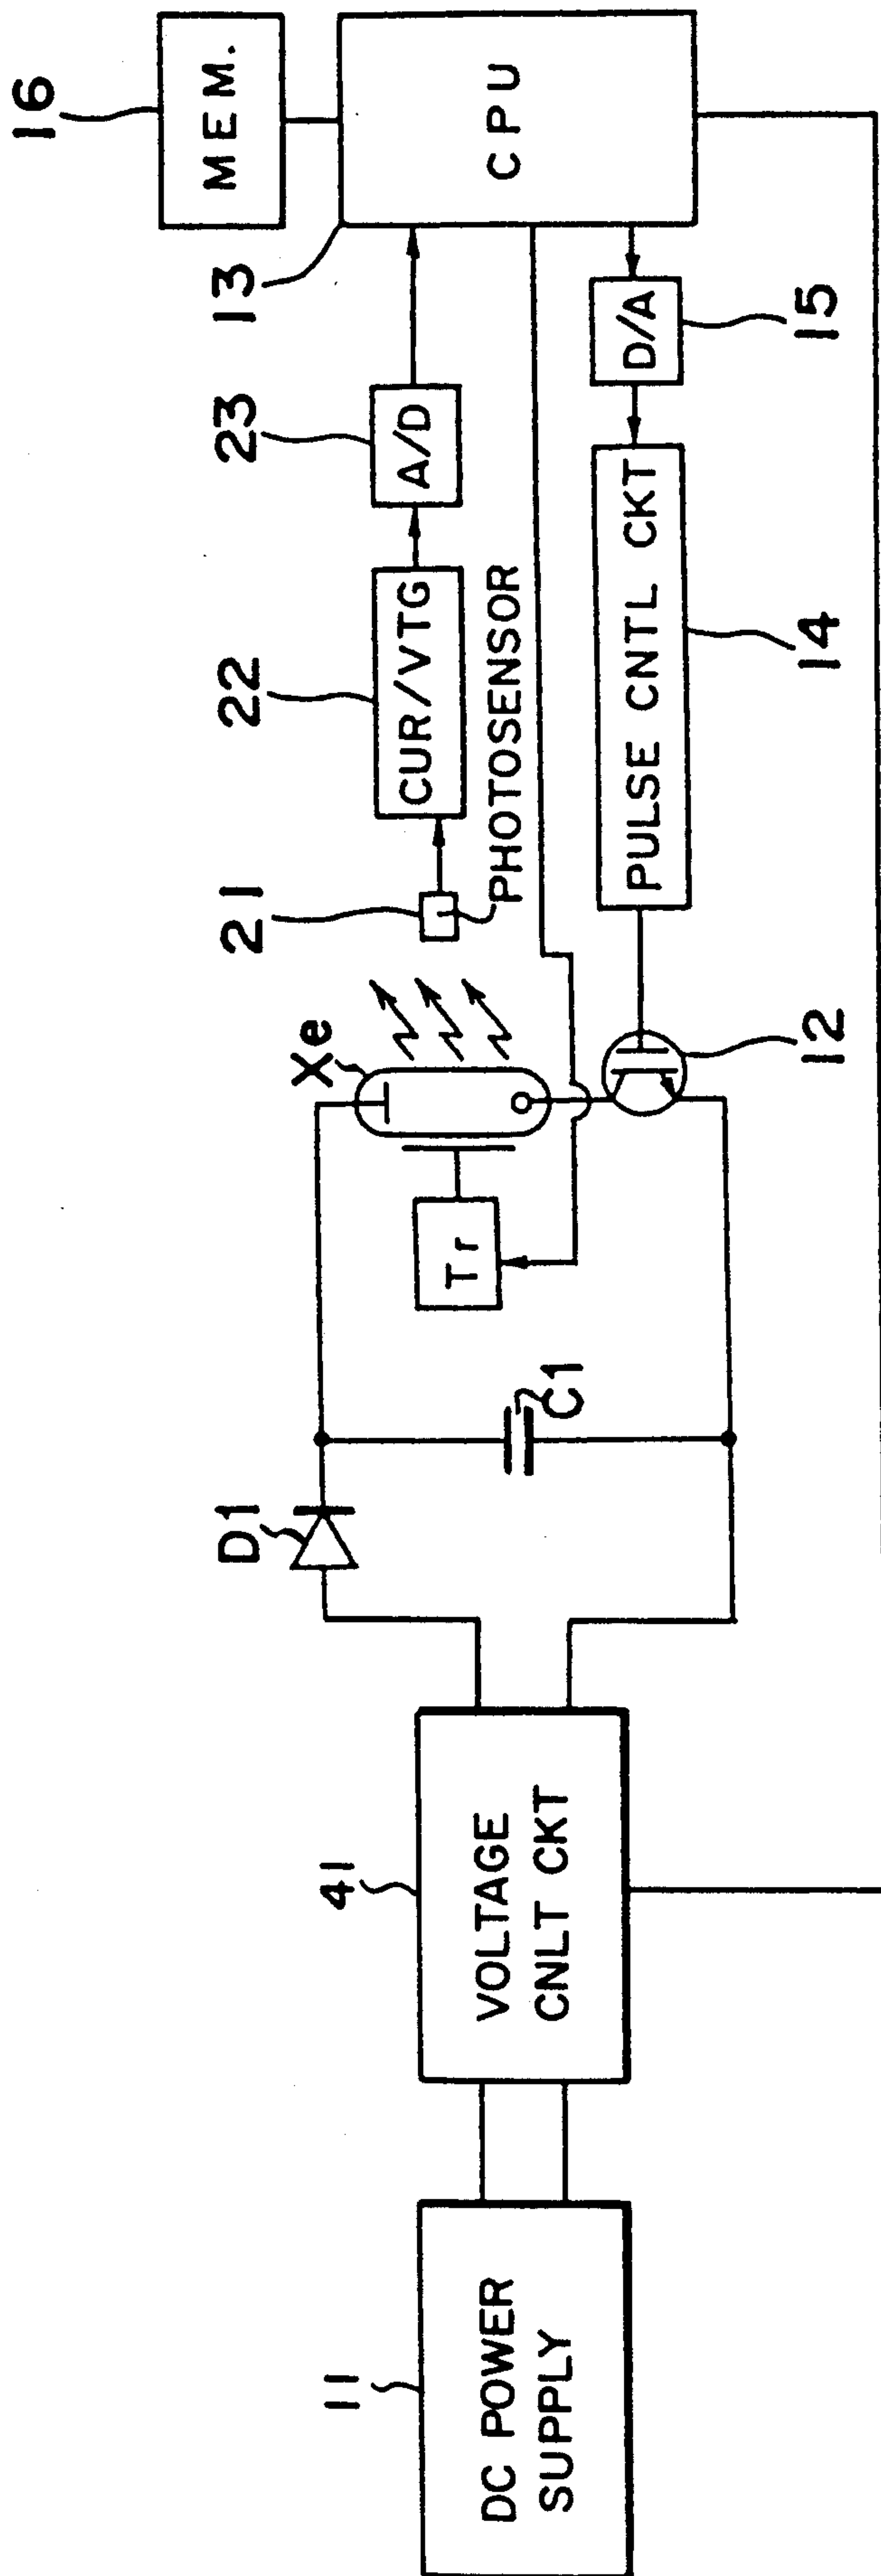 11
DC POWER
SUPPLY
41
VOLTAGE
CNLT CKT
D1
C1
Tr
Xe
12
21
PHOTOSENSOR
22
CUR/VTG
23
A/D
14
PULSE CNTL CKT
15
D/A
13
CPU
16
MEM.